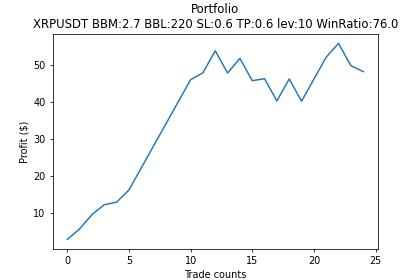 Portfolio
XRPUSDT BBM:2.7 BBL:220 SL:0.6 TP:0.6 lev:10 WinRatio:76.0
Profit ($)
50
40
30
20
10
0 5 10 15 20 25
Trade counts